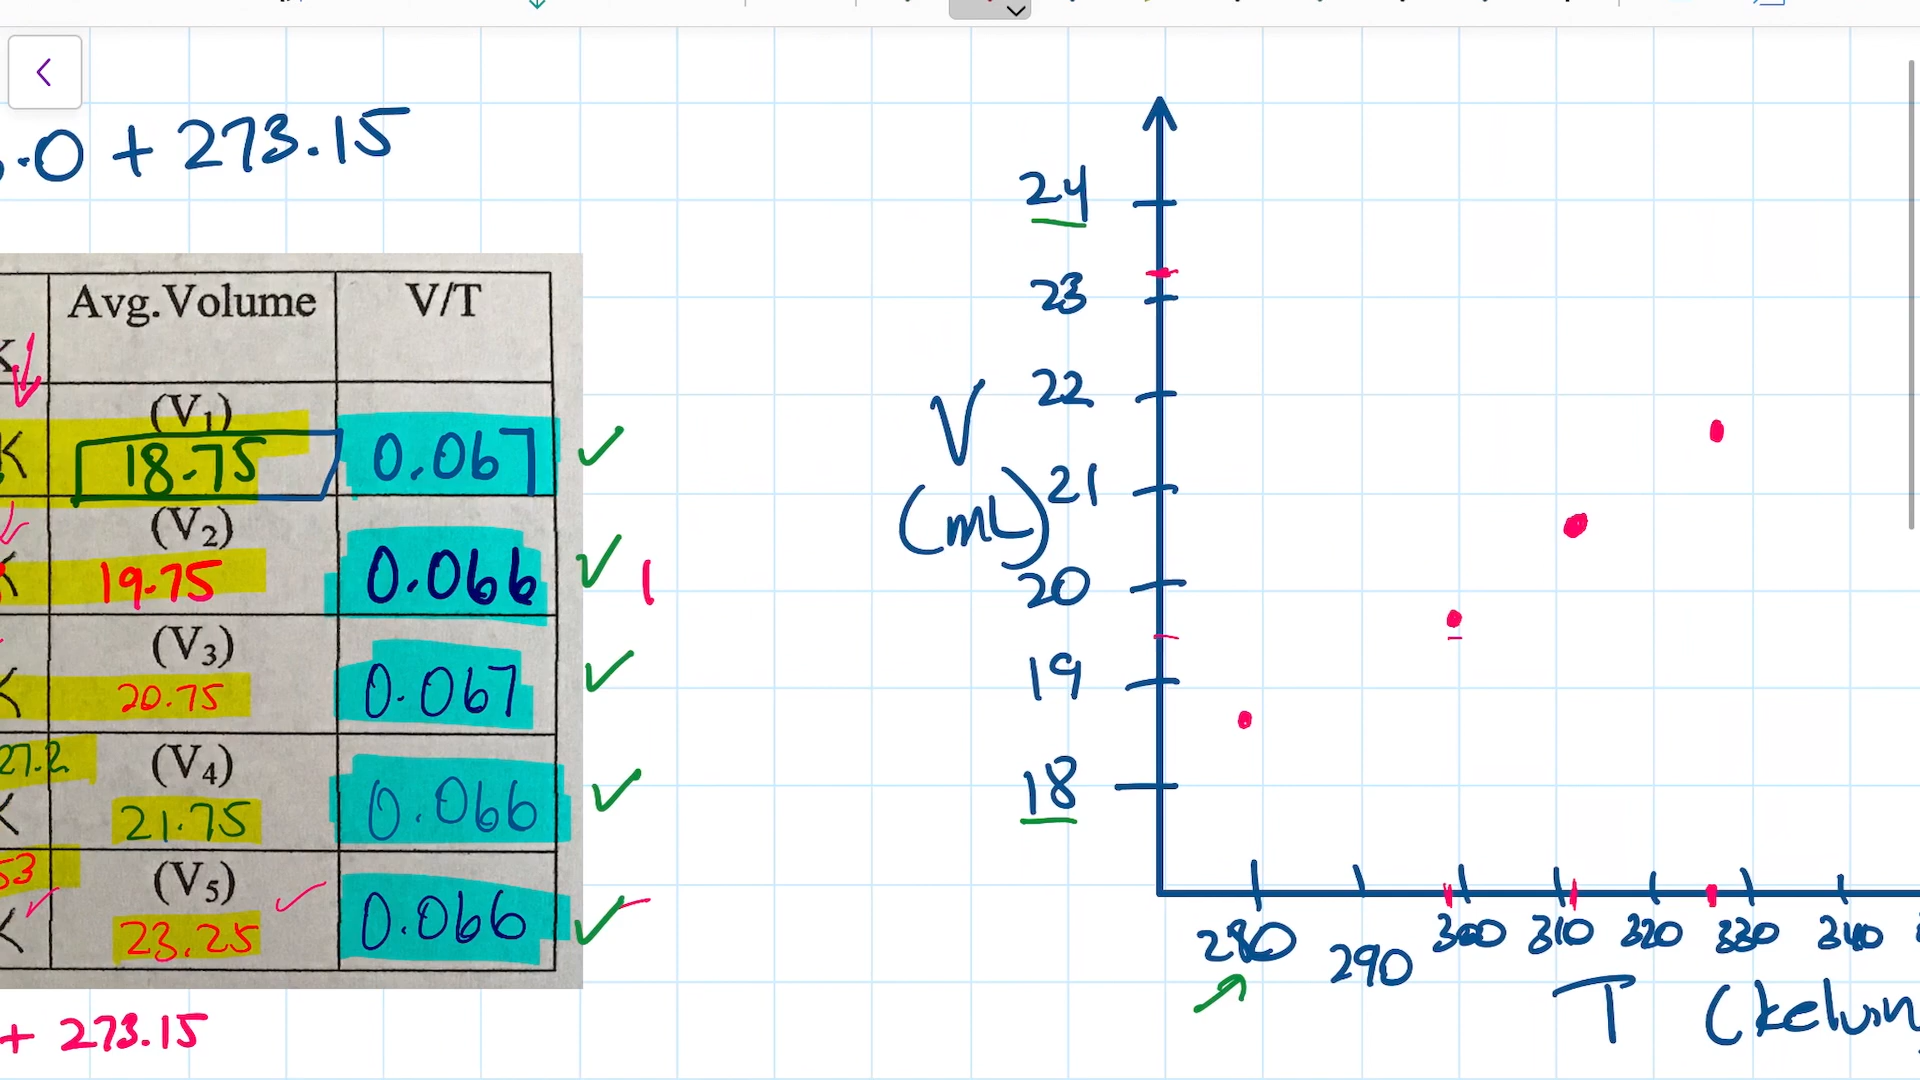 .0 + 273.15
Avg.Volume V/T
K
(V₁)
K 18.75 0.067
(V₂)
K 19.75 0.066
(V₃)
K 20.75 0.067
27.2 (V₄)
K 21.75 0.066
53 (V₅)
K 23.25 0.066
+ 273.15
24
23
22
V
(mL) 21
20
19
18
280 290 300 310 320 330 340
T (kelvin